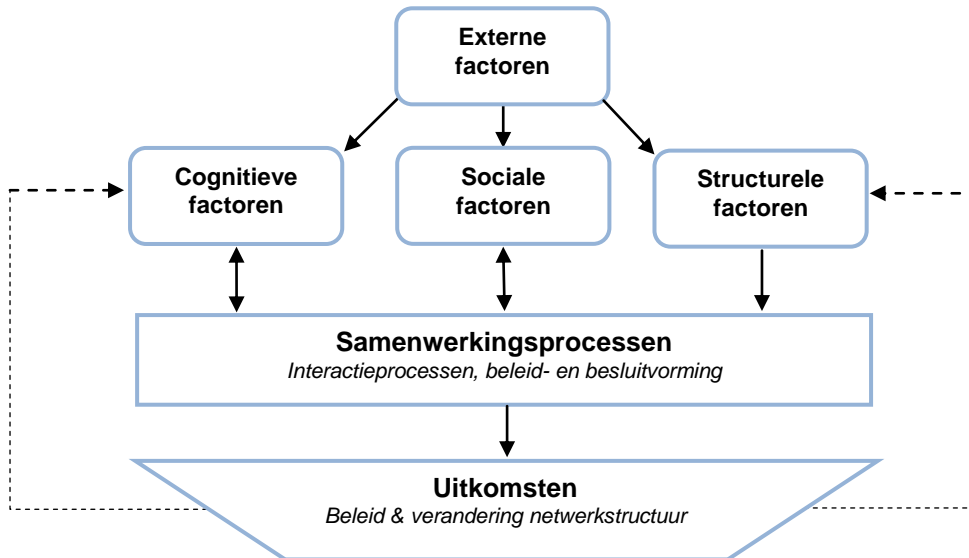 Externe
factoren
Cognitieve
factoren
Sociale
factoren
Structurele
factoren
Samenwerkingsprocessen
Interactieprocessen, beleid- en besluitvorming
Uitkomsten
Beleid & verandering netwerkstructuur